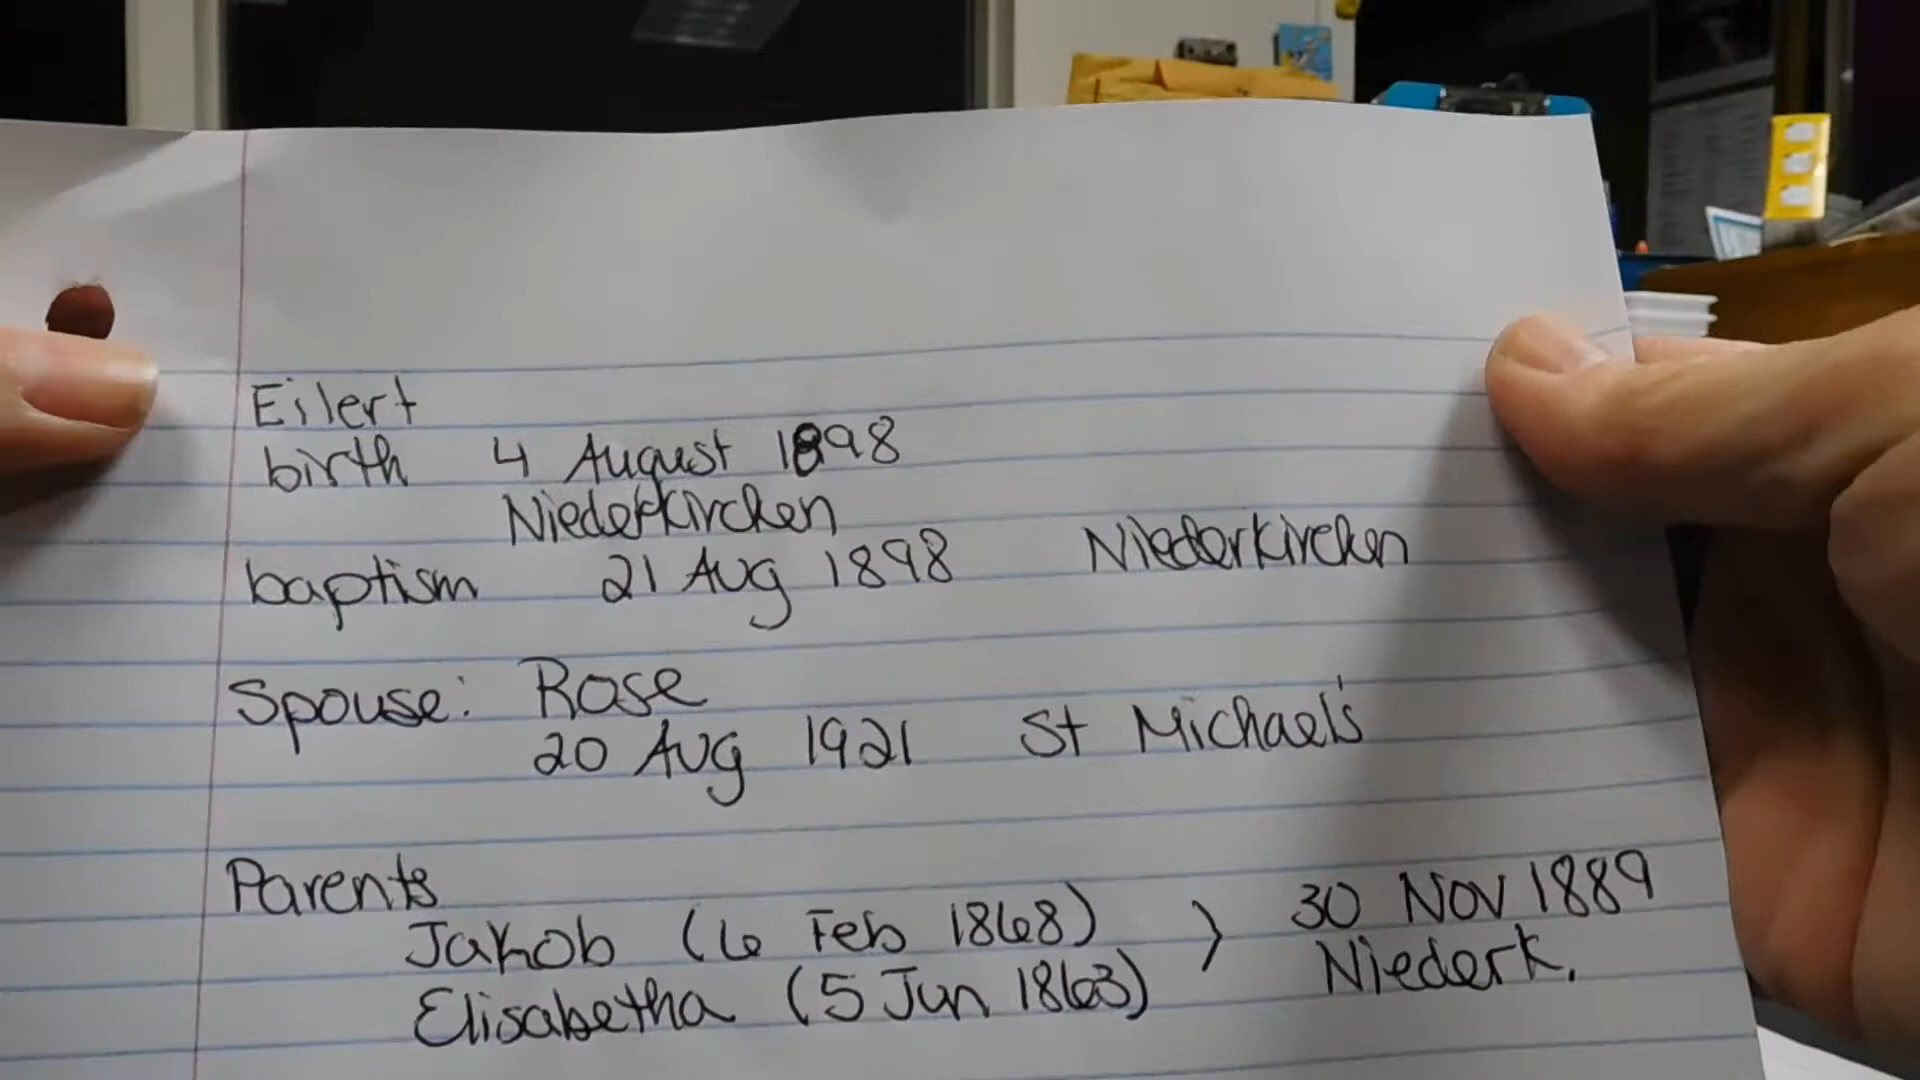 Eilert
birth 4 August 1898
Niederkirchen
baptism 21 Aug 1898 Niederkirchen
Spouse: Rose
20 Aug 1921 St Michael's
Parents
Jakob (6 Feb 1868) > 30 Nov 1889
Elisabetha (5 Jun 1863) Niederk.